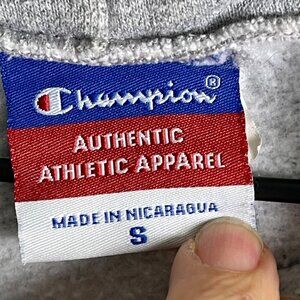 Champion®
AUTHENTIC
ATHLETIC APPAREL
MADE IN NICARAGUA
S